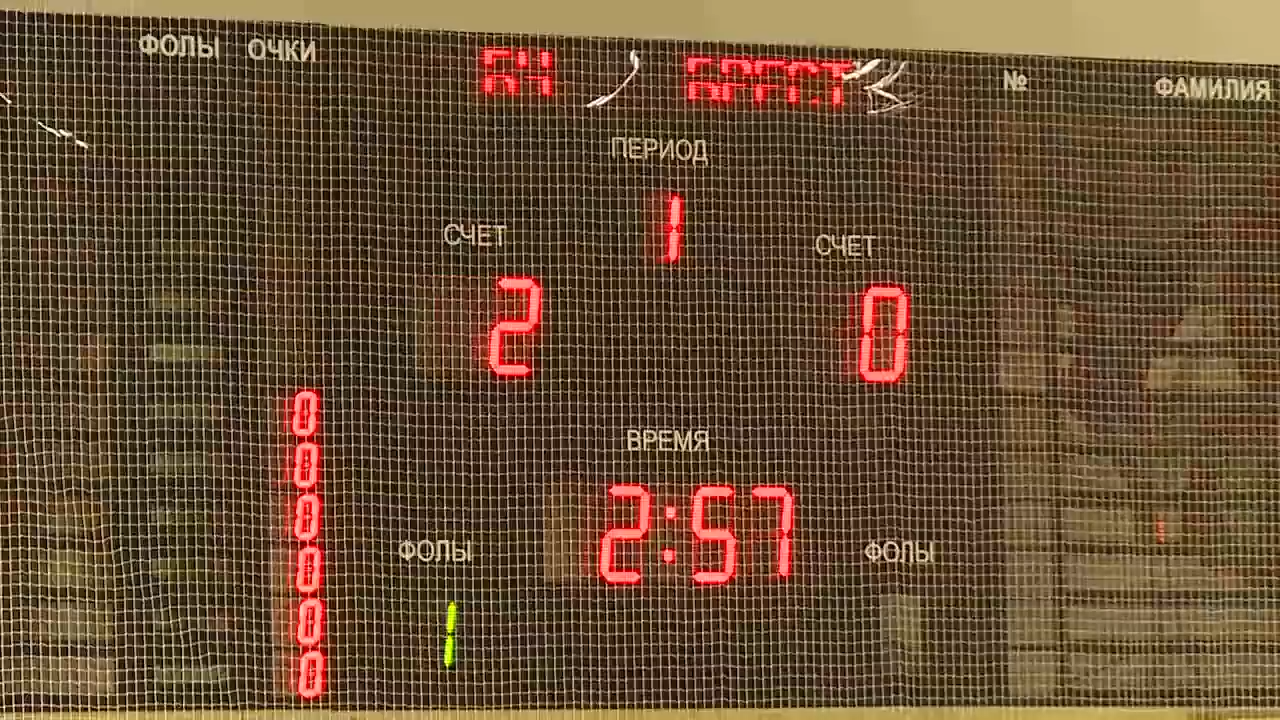 ФОЛЫ ОЧКИ
№ ФАМИЛИЯ
ПЕРИОД
1
СЧЕТ СЧЕТ
2 0
ВРЕМЯ
2:57
ФОЛЫ ФОЛЫ
1
0
0
0
0
0
0